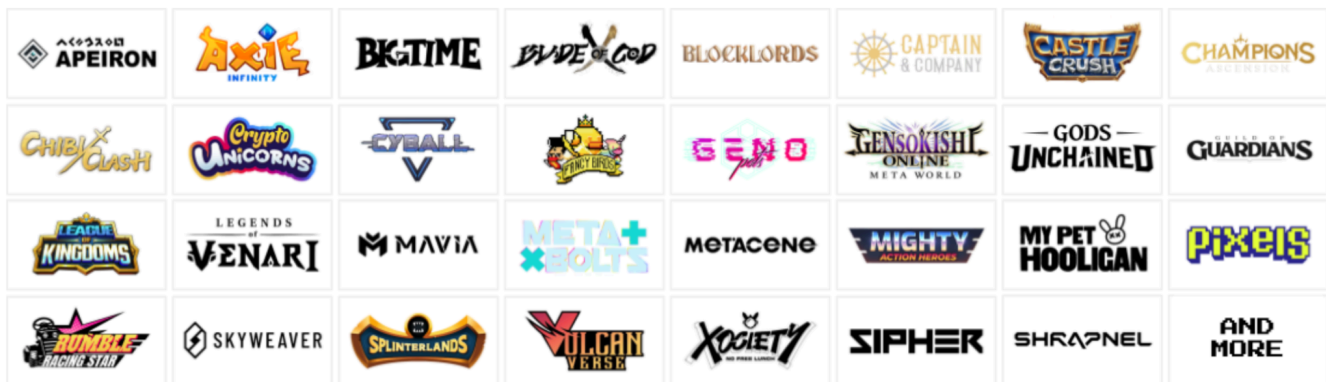 APEIRON
AXIE
INFINITY
BIGTIME
BLADE OF GOD
BLOCKLORDS
CAPTAIN
& COMPANY
CASTLE
CRUSH
CHAMPIONS
ASCENSION
CHIBI CLASH
Crypto
UNICORNS
CYBALL
FANCY BIRDS
GENO
pets
GENSOKISHI
ONLINE
META WORLD
GODS
UNCHAINED
GUILD OF
GUARDIANS
LEAGUE
OF
KINGDOMS
LEGENDS
of
VENARI
MAVIA
META
BOLTS
METACENE
MIGHTY
ACTION HEROES
MY PET
HOOLIGAN
PIXELS
RUMBLE
RACING STAR
SKYWEAVER
SPLINTERLANDS
VULCAN
VERSE
XOCIETY
NO FREE LUNCH
SIPHER
SHRAPNEL
AND
MORE